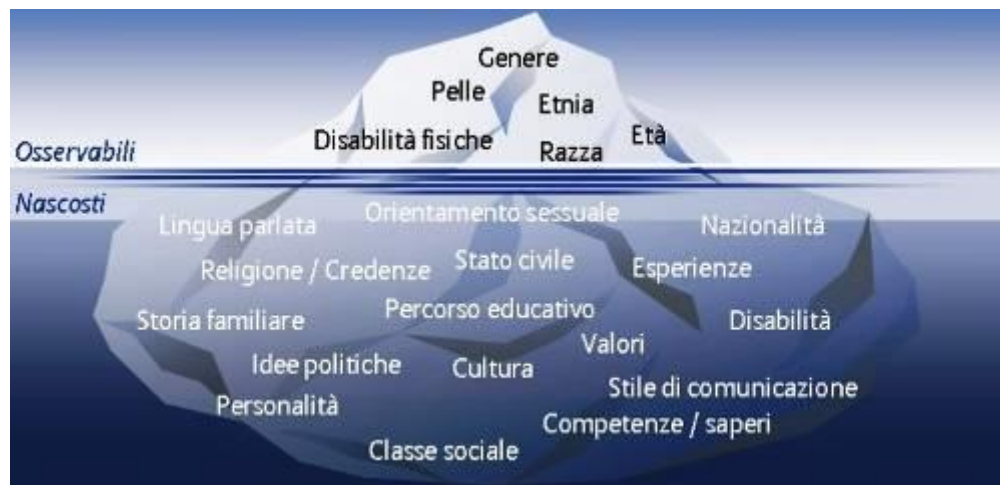 Genere
Pelle
Etnia
Disabilità fisiche
Razza
Età
Osservabili
Nascosti
Lingua parlata
Orientamento sessuale
Nazionalità
Religione / Credenze
Stato civile
Esperienze
Storia familiare
Percorso educativo
Disabilità
Valori
Idee politiche
Cultura
Stile di comunicazione
Personalità
Competenze / saperi
Classe sociale